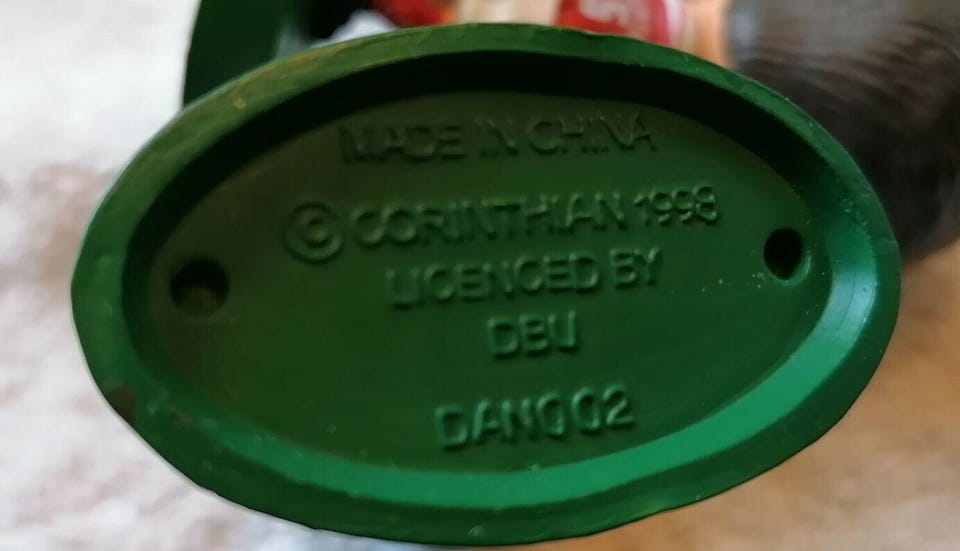 MADE IN CHINA
© CORINTHIAN 1998
LICENCED BY
DBU
DAN002